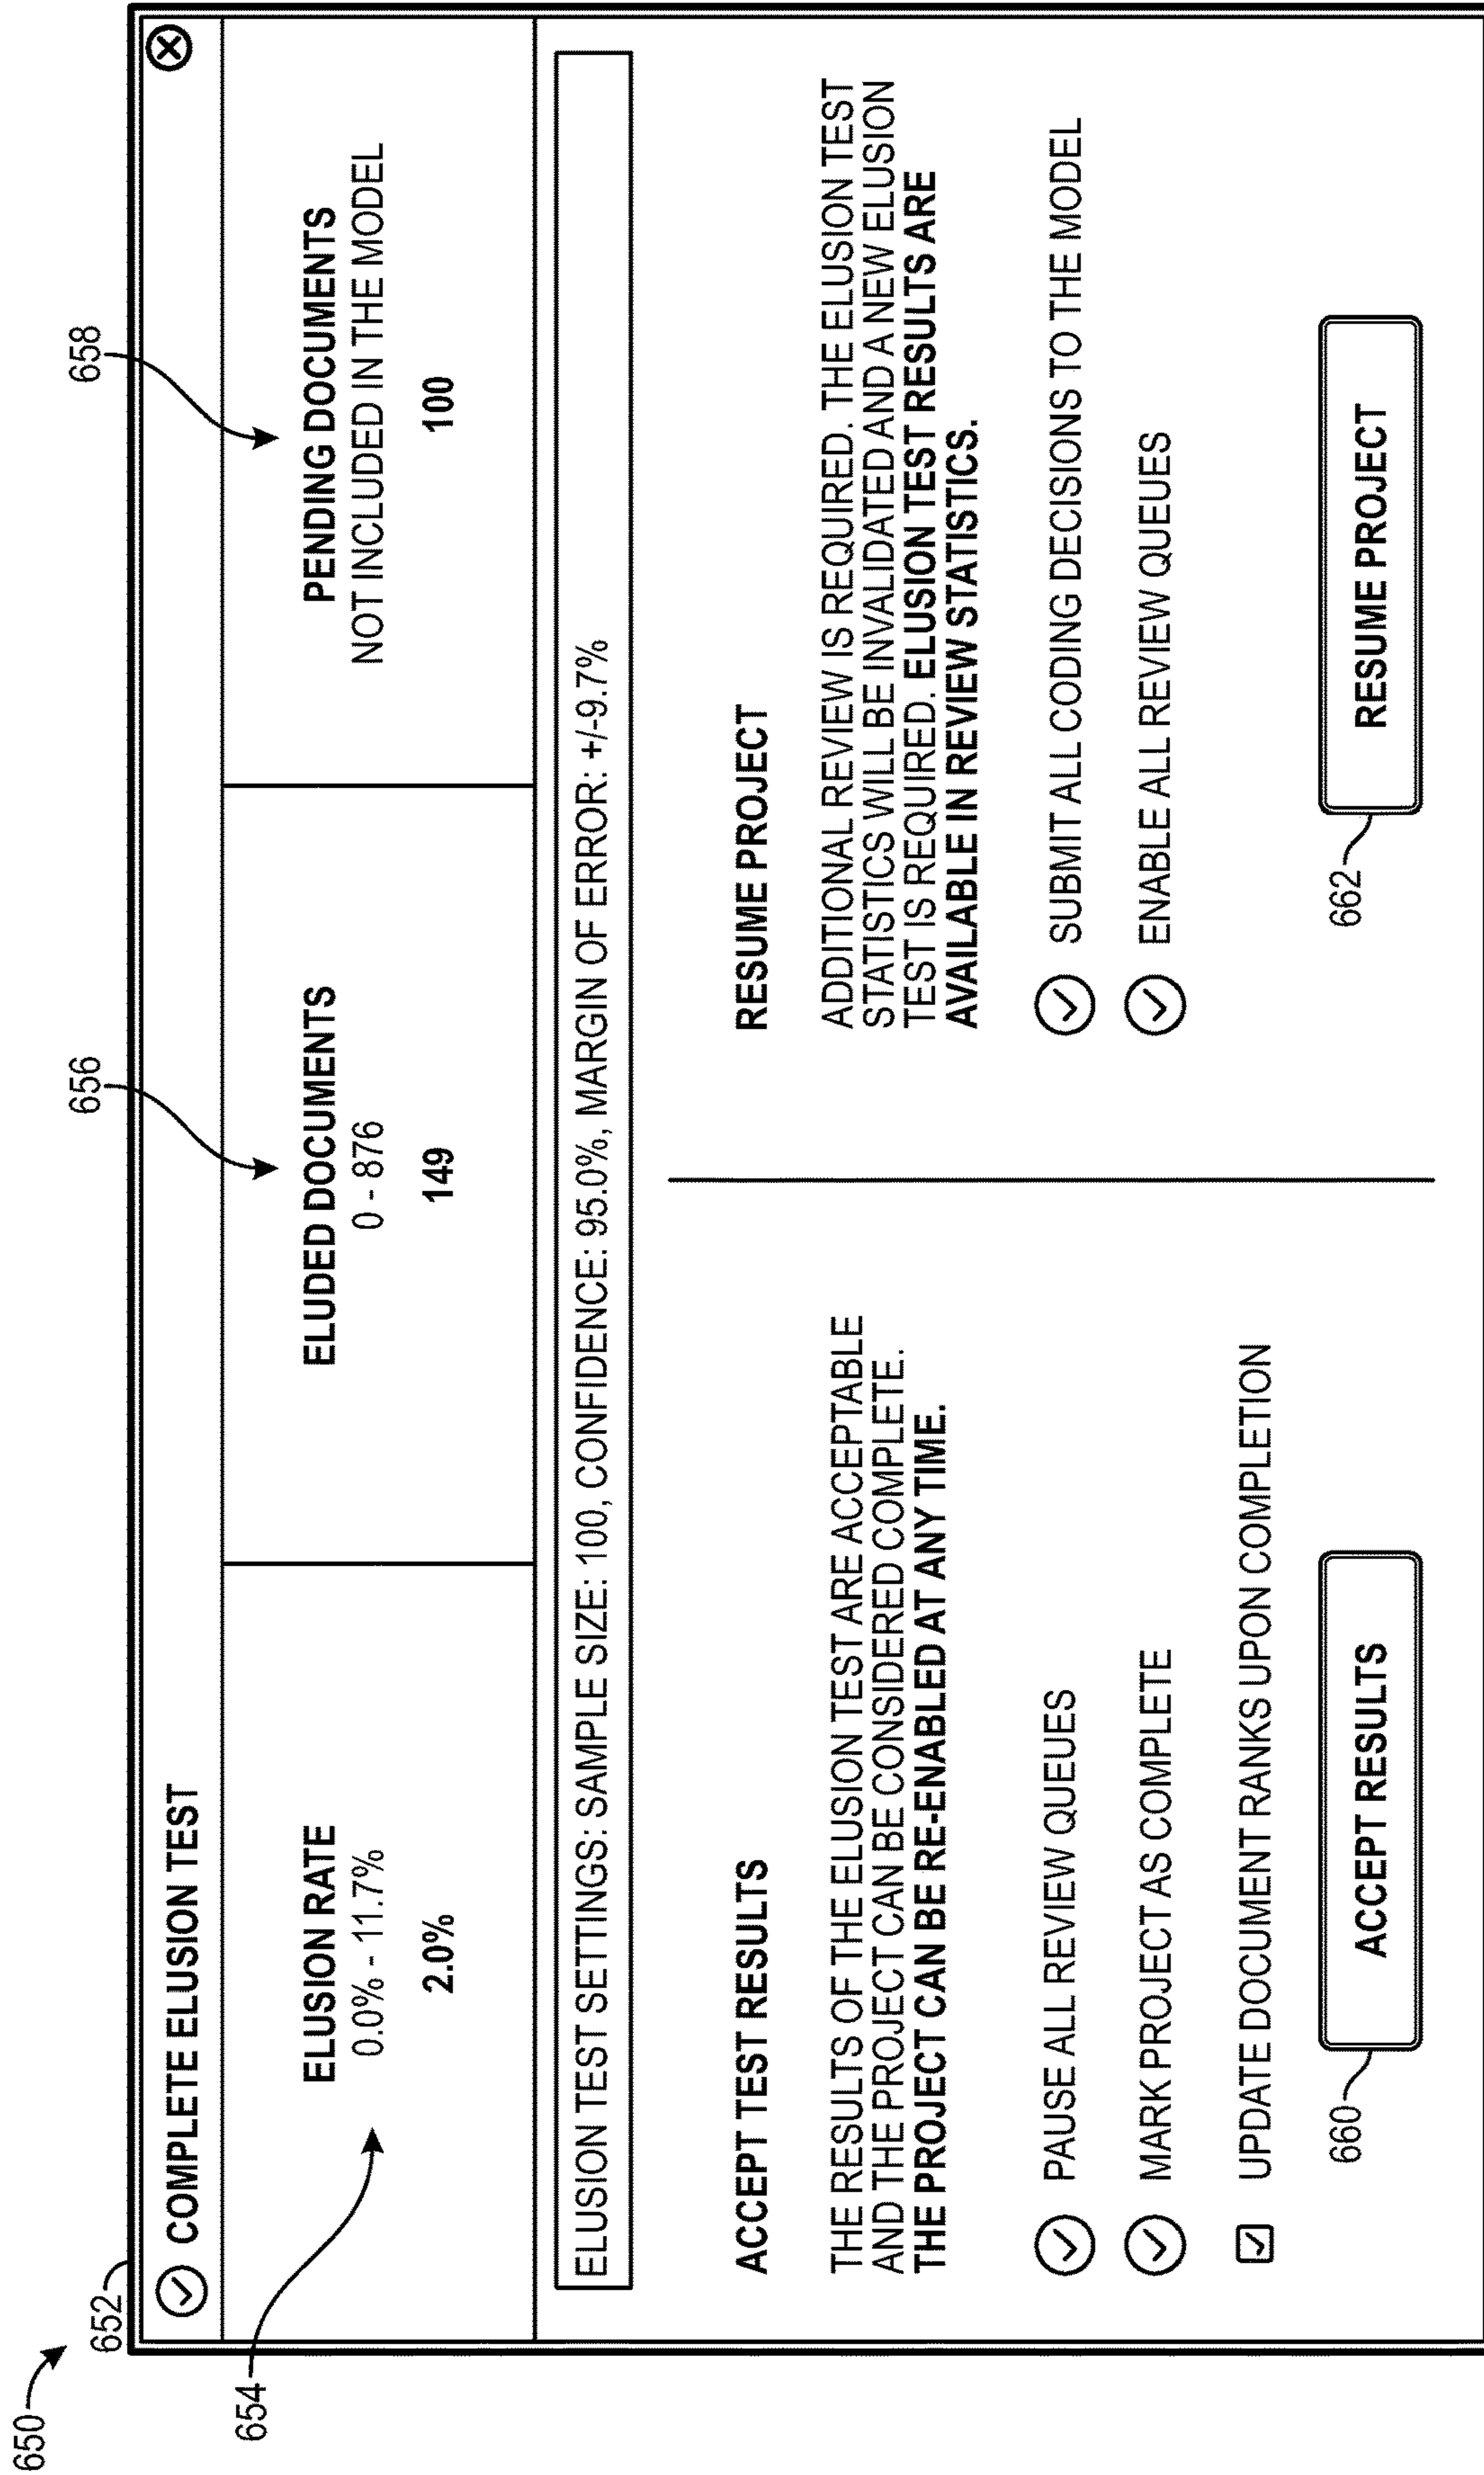 650
652
COMPLETE ELUSION TEST
654
ELUSION RATE
0.0% - 11.7%
2.0%
656
ELUDED DOCUMENTS
0 - 876
149
658
PENDING DOCUMENTS
NOT INCLUDED IN THE MODEL
100
ELUSION TEST SETTINGS: SAMPLE SIZE: 100, CONFIDENCE: 95.0%, MARGIN OF ERROR: +/-9.7%
ACCEPT TEST RESULTS
THE RESULTS OF THE ELUSION TEST ARE ACCEPTABLE
AND THE PROJECT CAN BE CONSIDERED COMPLETE.
THE PROJECT CAN BE RE-ENABLED AT ANY TIME.
PAUSE ALL REVIEW QUEUES
MARK PROJECT AS COMPLETE
UPDATE DOCUMENT RANKS UPON COMPLETION
660
ACCEPT RESULTS
RESUME PROJECT
ADDITIONAL REVIEW IS REQUIRED. THE ELUSION TEST
STATISTICS WILL BE INVALIDATED AND A NEW ELUSION
TEST IS REQUIRED. ELUSION TEST RESULTS ARE
AVAILABLE IN REVIEW STATISTICS.
SUBMIT ALL CODING DECISIONS TO THE MODEL
ENABLE ALL REVIEW QUEUES
662
RESUME PROJECT